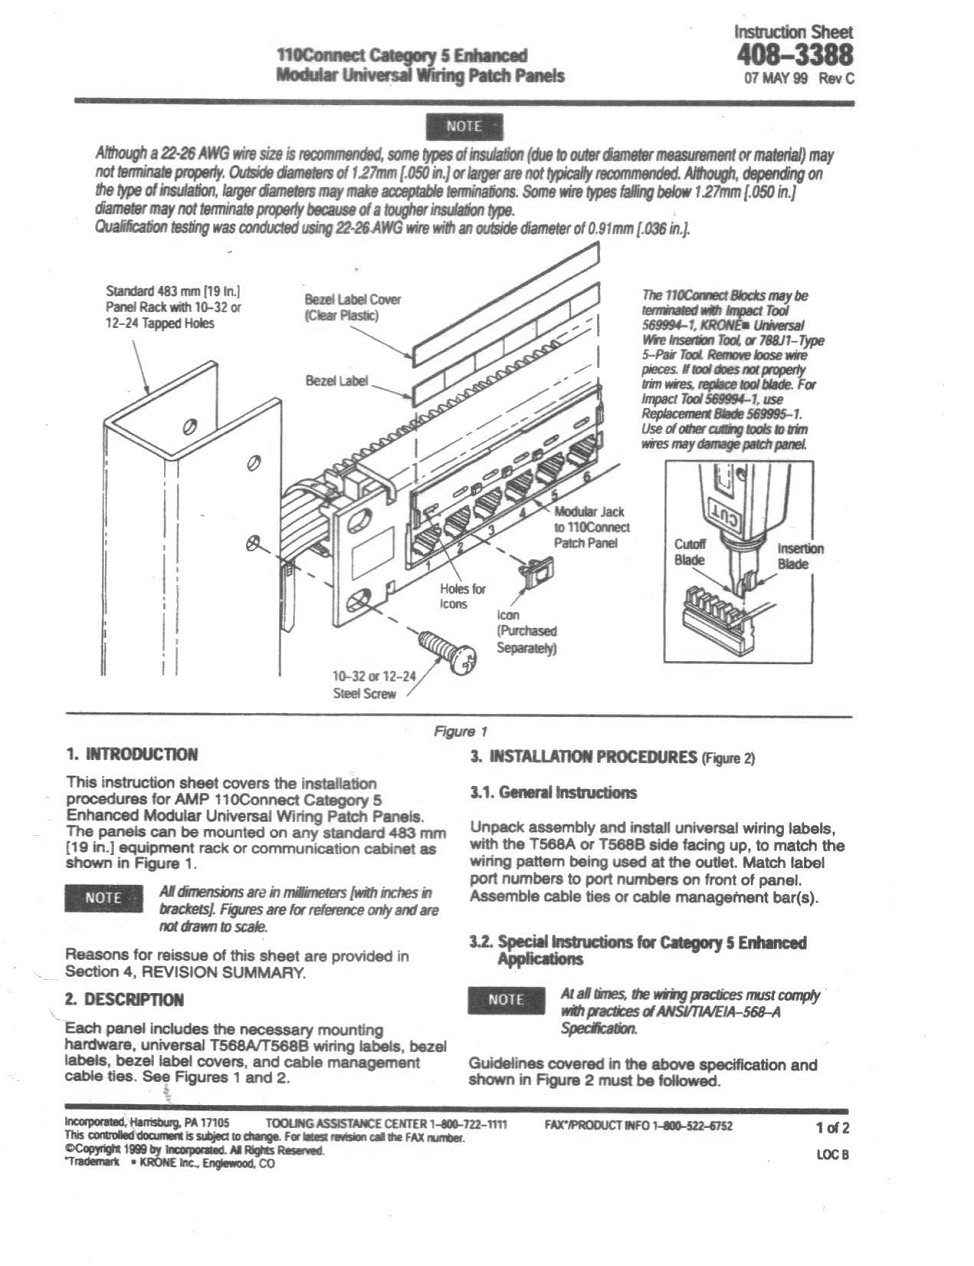 Instruction Sheet
110Connect Category 5 Enhanced
Modular Universal Wiring Patch Panels
408–3388
07 MAY 99 Rev C
NOTE
Although a 22-26 AWG wire size is recommended, some types of insulation (due to outer diameter measurement or material) may
not terminate properly. Outside diameters of 1.27mm [.050 in.] or larger are not typically recommended. Although, depending on
the type of insulation, larger diameters may make acceptable terminations. Some wire types falling below 1.27mm [.050 in.]
diameter may not terminate properly because of a tougher insulation type.
Qualification testing was conducted using 22-26 AWG wire with an outside diameter of 0.91mm [.036 in.].
Standard 483 mm [19 In.]
Panel Rack with 10–32 or
12–24 Tapped Holes
Bezel Label Cover
(Clear Plastic)
Bezel Label
The 110Connect Blocks may be
terminated with Impact Tool
569994–1, KRONE■ Universal
Wire Insertion Tool, or 788J1–Type
5–Pair Tool. Remove loose wire
pieces. If tool does not properly
trim wires, replace tool blade. For
Impact Tool 569994–1, use
Replacement Blade 569995–1.
Use of other cutting tools to trim
wires may damage patch panel.
1
2
3
4
5
6
Modular Jack
to 110Connect
Patch Panel
Holes for
Icons
Icon
(Purchased
Separately)
10–32 or 12–24
Steel Screw
CUT
Cutoff
Blade
Insertion
Blade
Figure 1
1. INTRODUCTION
This instruction sheet covers the installation
procedures for AMP 110Connect Category 5
Enhanced Modular Universal Wiring Patch Panels.
The panels can be mounted on any standard 483 mm
[19 in.] equipment rack or communication cabinet as
shown in Figure 1.
NOTE
All dimensions are in millimeters [with inches in
brackets]. Figures are for reference only and are
not drawn to scale.
Reasons for reissue of this sheet are provided in
Section 4, REVISION SUMMARY.
2. DESCRIPTION
Each panel includes the necessary mounting
hardware, universal T568A/T568B wiring labels, bezel
labels, bezel label covers, and cable management
cable ties. See Figures 1 and 2.
3. INSTALLATION PROCEDURES (Figure 2)
3.1. General Instructions
Unpack assembly and install universal wiring labels,
with the T568A or T568B side facing up, to match the
wiring pattern being used at the outlet. Match label
port numbers to port numbers on front of panel.
Assemble cable ties or cable management bar(s).
3.2. Special Instructions for Category 5 Enhanced
Applications
NOTE
At all times, the wiring practices must comply
with practices of ANSI/TIA/EIA–568–A
Specification.
Guidelines covered in the above specification and
shown in Figure 2 must be followed.
Incorporated, Harrisburg, PA 17105 TOOLING ASSISTANCE CENTER 1–800–722–1111 FAX*/PRODUCT INFO 1–800–522–6752
This controlled document is subject to change. For latest revision call the FAX number.
©Copyright 1999 by Incorporated. All Rights Reserved.
*Trademark ■ KRONE Inc., Englewood, CO
1 of 2
LOC B